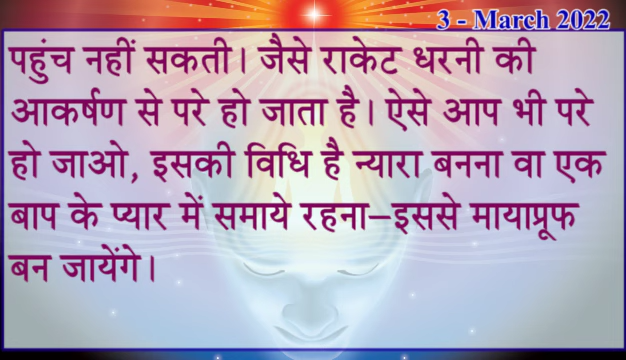 3 - March 2022
पहुंच नहीं सकती। जैसे राकेट धरनी की
आकर्षण से परे हो जाता है। ऐसे आप भी परे
हो जाओ, इसकी विधि है न्यारा बनना वा एक
बाप के प्यार में समाये रहना–इससे मायाप्रूफ
बन जायेंगे।